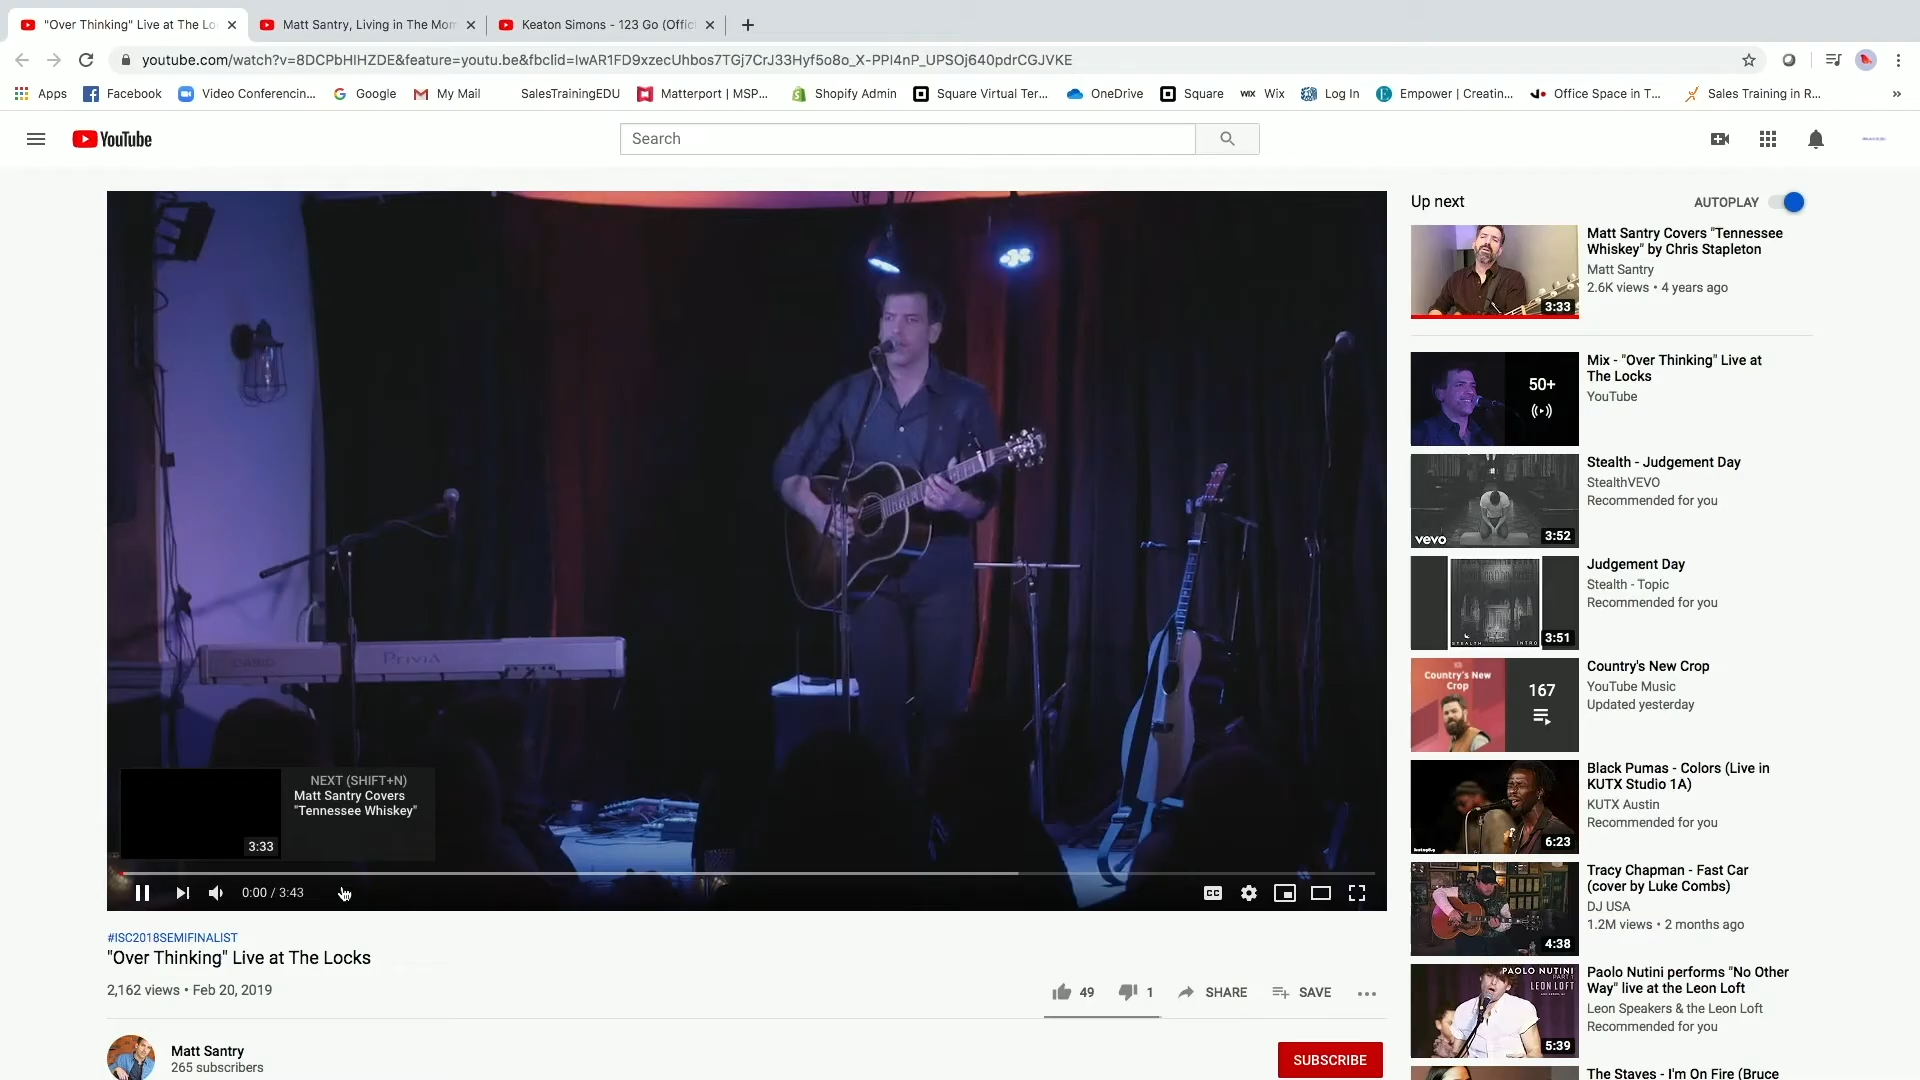 "Over Thinking" Live at The Lo
Matt Santry, Living in The Mom
Keaton Simons - 123 Go (Offic
youtube.com/watch?v=8DCPbHIHZDE&feature=youtu.be&fbclid=IwAR1FD9xzecUhbos7TGj7CrJ33Hyf5o8o_X-PPI4nP_UPSOj640pdrCGJVKE
Apps
Facebook
Video Conferencin...
Google
My Mail
SalesTrainingEDU
Matterport | MSP...
Shopify Admin
Square Virtual Ter...
OneDrive
Square
WIX Wix
Log In
Empower | Creatin...
Office Space in T...
Sales Training in R...
YouTube
Search
Up next
AUTOPLAY
Matt Santry Covers "Tennessee
Whiskey" by Chris Stapleton
Matt Santry
2.6K views • 4 years ago
3:33
Mix - "Over Thinking" Live at
The Locks
YouTube
50+
Stealth - Judgement Day
StealthVEVO
Recommended for you
vevo
3:52
Judgement Day
Stealth - Topic
Recommended for you
STEALTH
INTRO
3:51
Country's New Crop
YouTube Music
Updated yesterday
Country's New
Crop
167
Black Pumas - Colors (Live in
KUTX Studio 1A)
KUTX Austin
Recommended for you
6:23
Tracy Chapman - Fast Car
(cover by Luke Combs)
DJ USA
1.2M views • 2 months ago
4:38
Paolo Nutini performs "No Other
Way" live at the Leon Loft
Leon Speakers & the Leon Loft
Recommended for you
PAOLO NUTINI
PART 1
LEON LOFT
5:39
The Staves - I'm On Fire (Bruce
CASIO
PriviA
NEXT (SHIFT+N)
Matt Santry Covers
"Tennessee Whiskey"
3:33
0:00 / 3:43
CC
#ISC2018SEMIFINALIST
"Over Thinking" Live at The Locks
2,162 views • Feb 20, 2019
49
1
SHARE
SAVE
Matt Santry
265 subscribers
SUBSCRIBE